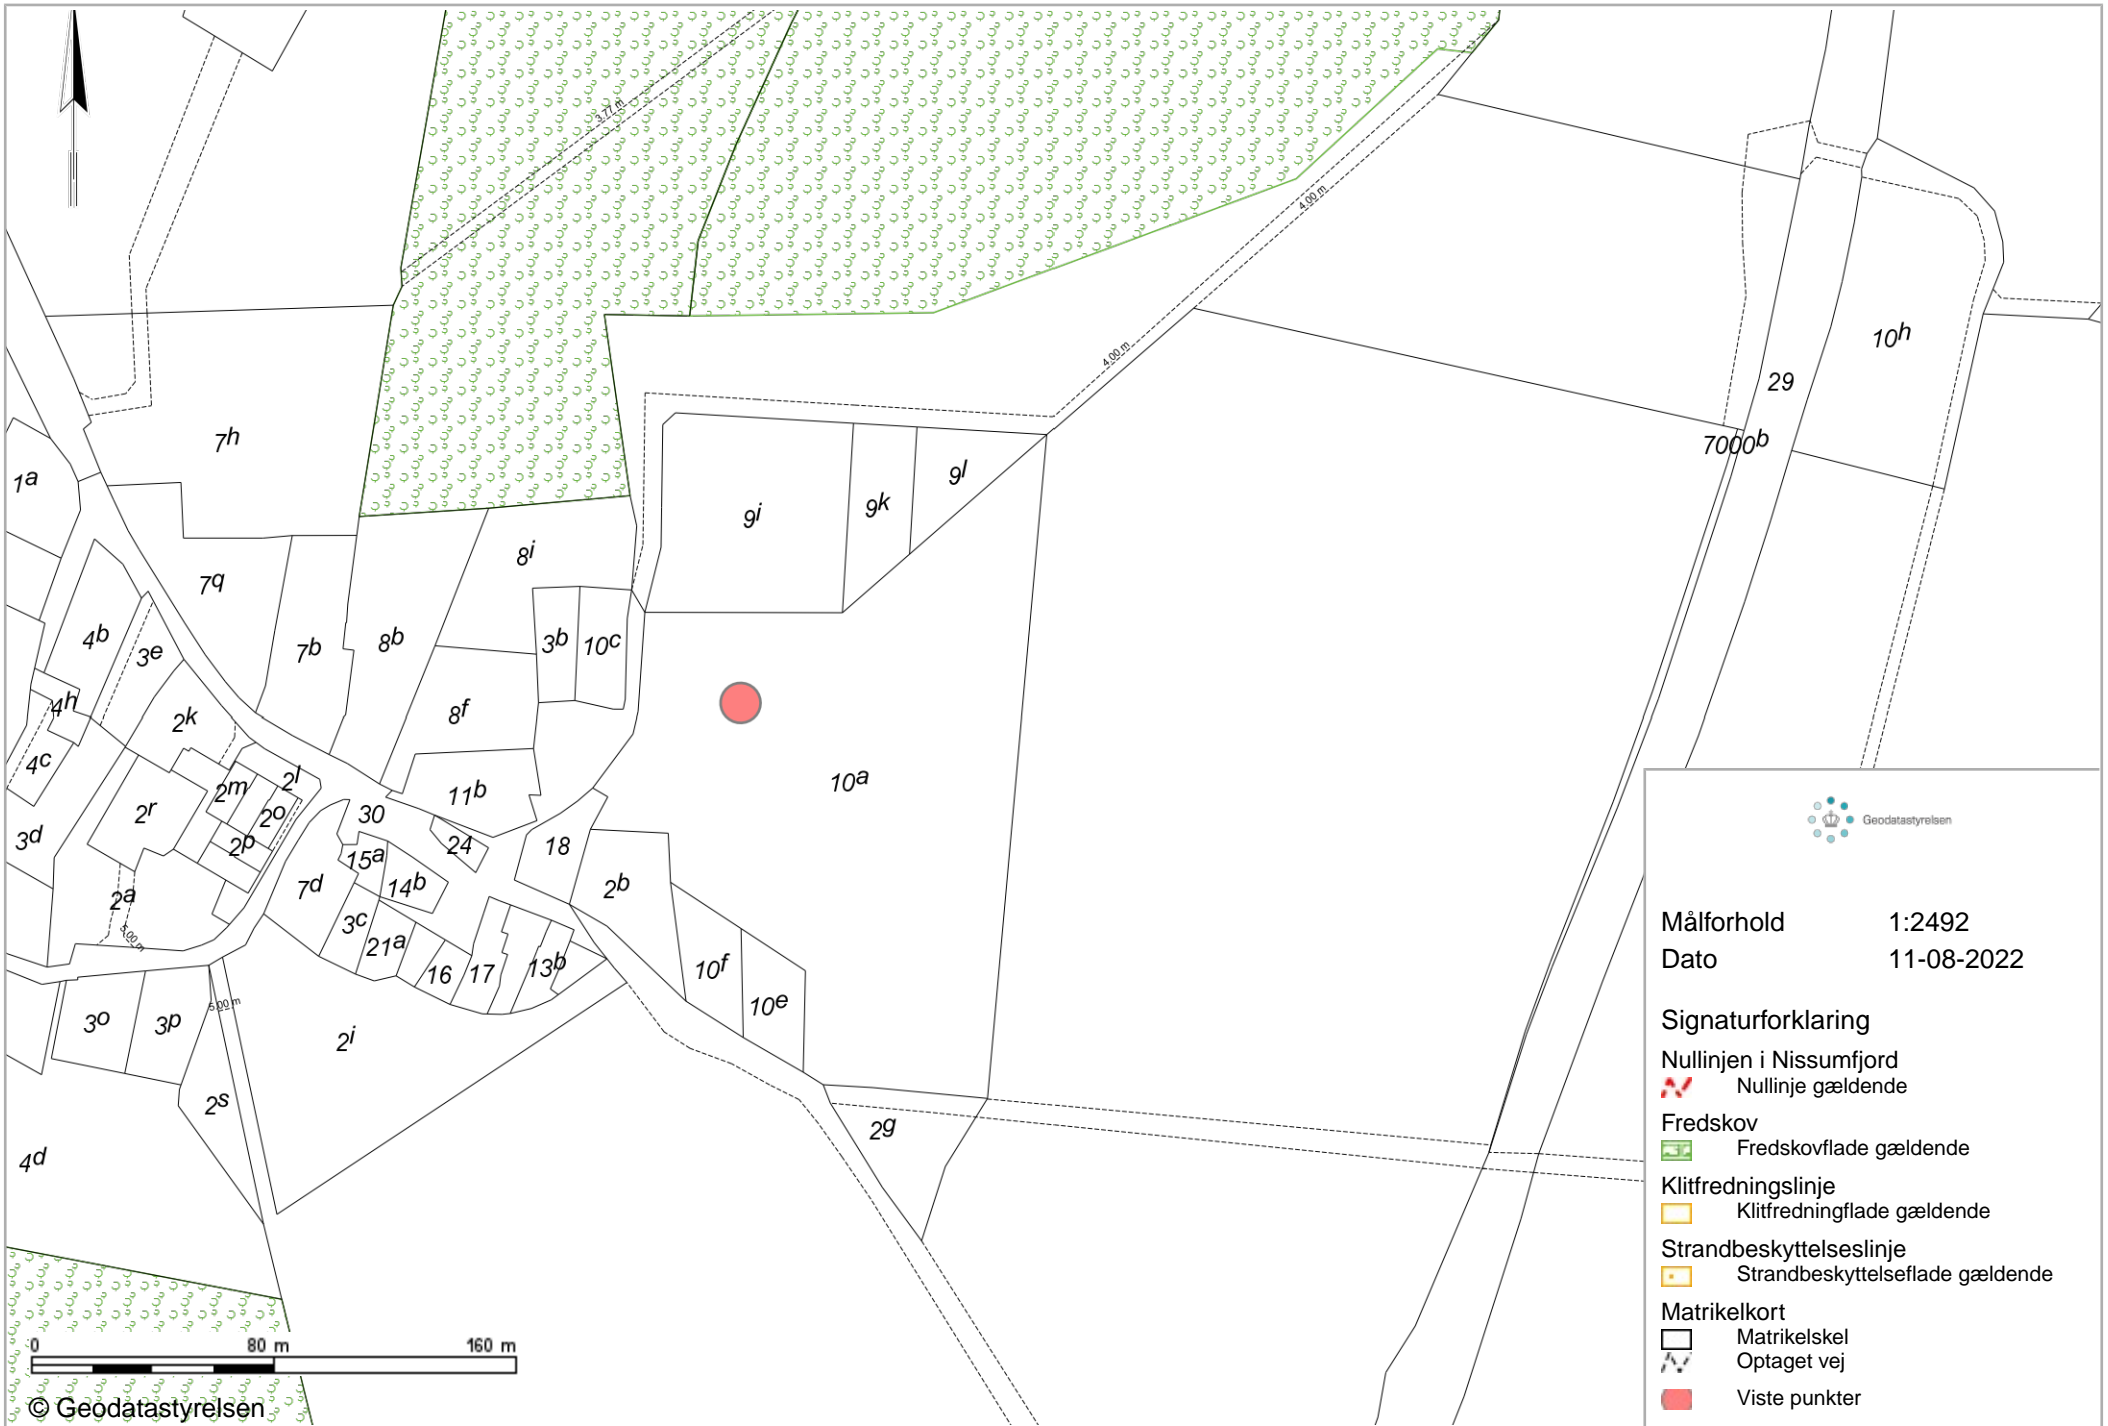 3.77 m
4.00 m
4.00 m
10h
29
7000b
7h
1a
9i
9k
9l
8i
7q
4b
3e
7b
8b
3b
10c
4h
2k
8f
4c
2m
2l
10a
11b
2r
2o
30
3d
2p
24
18
15a
14b
7d
2b
2a
3c
5.00 m
21a
16
17
13b
10f
10e
5.00 m
3o
3p
2i
2s
2g
4d
0 80 m 160 m
© Geodatastyrelsen
Geodatastyrelsen
Målforhold 1:2492
Dato 11-08-2022
Signaturforklaring
Nullinjen i Nissumfjord
Nullinje gældende
Fredskov
Fredskovflade gældende
Klitfredningslinje
Klitfredningflade gældende
Strandbeskyttelseslinje
Strandbeskyttelseflade gældende
Matrikelkort
Matrikelskel
Optaget vej
Viste punkter